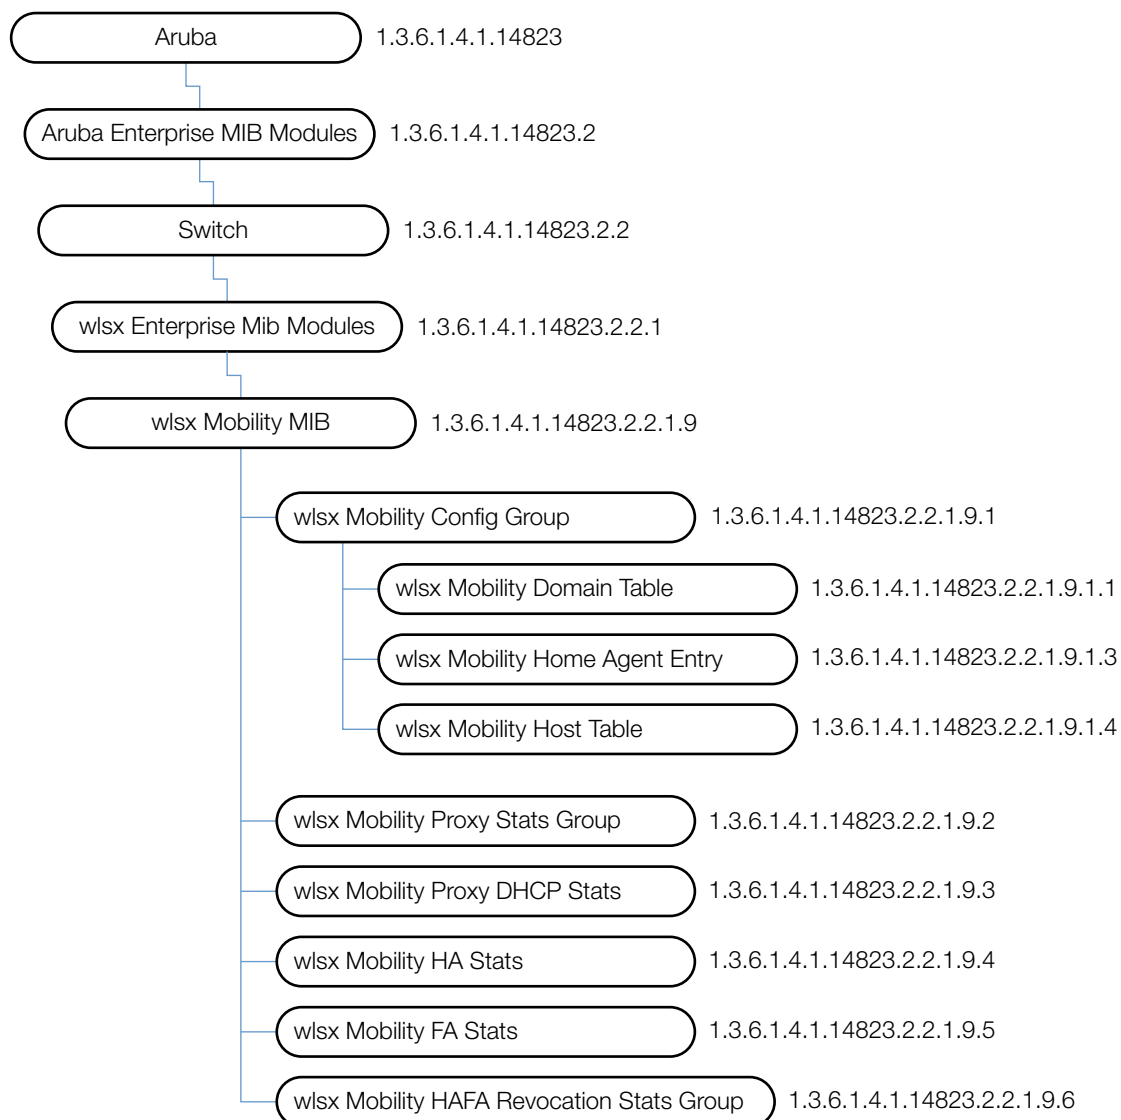 Aruba 1.3.6.1.4.1.14823
Aruba Enterprise MIB Modules 1.3.6.1.4.1.14823.2
Switch 1.3.6.1.4.1.14823.2.2
wlsx Enterprise Mib Modules 1.3.6.1.4.1.14823.2.2.1
wlsx Mobility MIB 1.3.6.1.4.1.14823.2.2.1.9
wlsx Mobility Config Group 1.3.6.1.4.1.14823.2.2.1.9.1
wlsx Mobility Domain Table 1.3.6.1.4.1.14823.2.2.1.9.1.1
wlsx Mobility Home Agent Entry 1.3.6.1.4.1.14823.2.2.1.9.1.3
wlsx Mobility Host Table 1.3.6.1.4.1.14823.2.2.1.9.1.4
wlsx Mobility Proxy Stats Group 1.3.6.1.4.1.14823.2.2.1.9.2
wlsx Mobility Proxy DHCP Stats 1.3.6.1.4.1.14823.2.2.1.9.3
wlsx Mobility HA Stats 1.3.6.1.4.1.14823.2.2.1.9.4
wlsx Mobility FA Stats 1.3.6.1.4.1.14823.2.2.1.9.5
wlsx Mobility HAFA Revocation Stats Group 1.3.6.1.4.1.14823.2.2.1.9.6